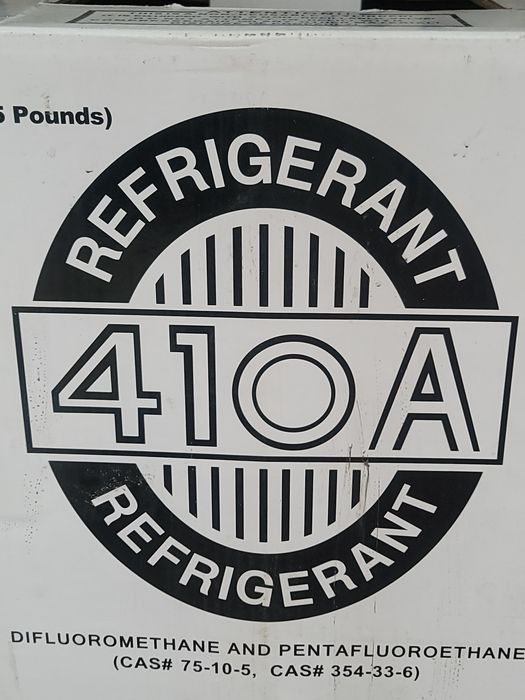 Pounds)
REFRIGERANT
410A
REFRIGERANT
DIFLUOROMETHANE AND PENTAFLUOROETHANE
(CAS# 75-10-5, CAS# 354-33-6)